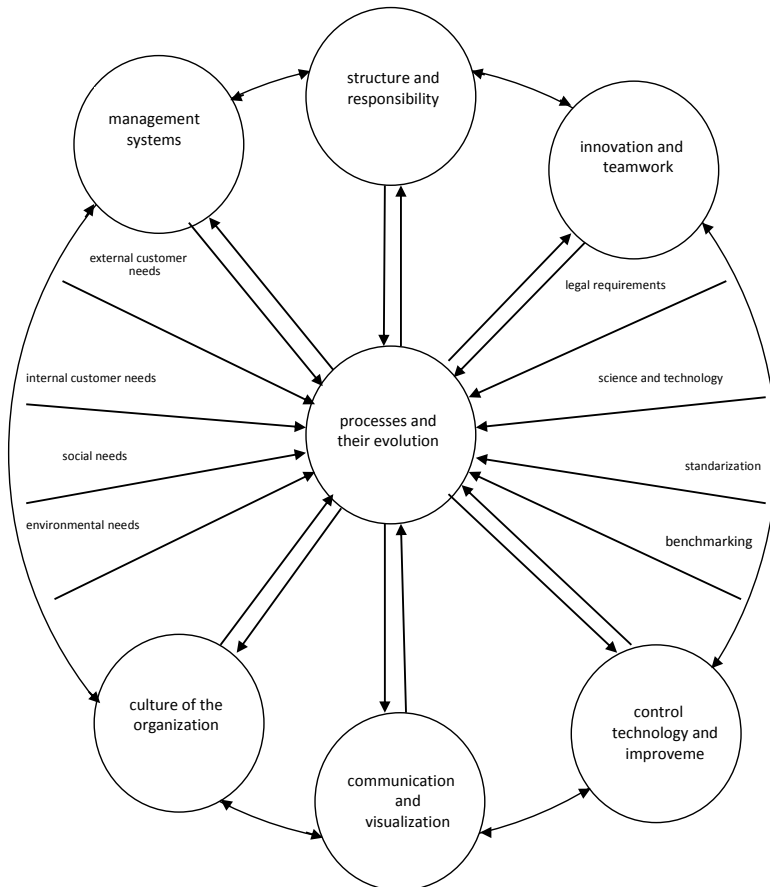 structure and
responsibility
management
systems
innovation and
teamwork
external customer
needs
legal requirements
internal customer needs
science and technology
processes and
their evolution
social needs
standarization
environmental needs
benchmarking
culture of the
organization
control
technology and
improveme
communication
and
visualization